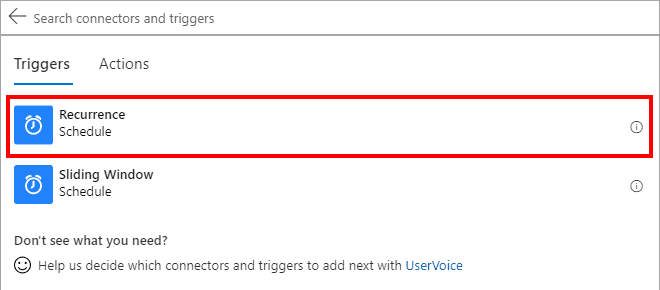 Search connectors and triggers
Triggers Actions
Recurrence
Schedule
Sliding Window
Schedule
Don't see what you need?
Help us decide which connectors and triggers to add next with UserVoice